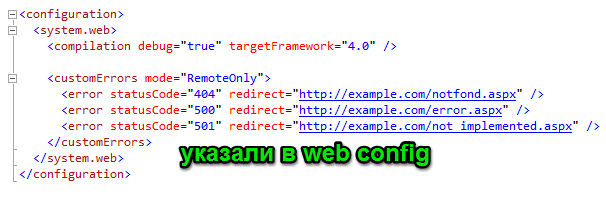 <configuration>
<system.web>
<compilation debug="true" targetFramework="4.0" />
<customErrors mode="RemoteOnly">
<error statusCode="404" redirect="http://example.com/notfond.aspx" />
<error statusCode="500" redirect="http://example.com/error.aspx" />
<error statusCode="501" redirect="http://example.com/not_implemented.aspx" />
</customErrors>
</system.web>
</configuration>
указали в web config